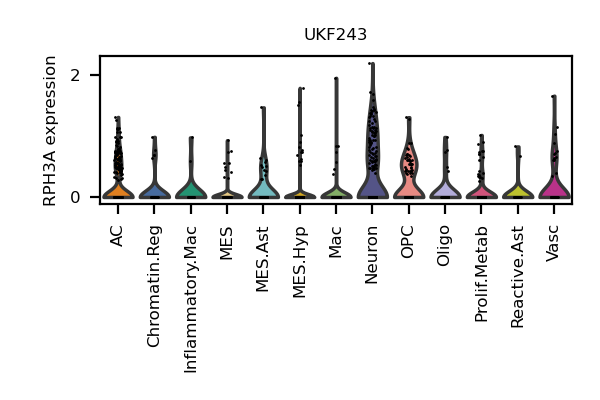 UKF243
RPH3A expression
2
0
AC
Chromatin.Reg
Inflammatory.Mac
MES
MES.Ast
MES.Hyp
Mac
Neuron
OPC
Oligo
Prolif.Metab
Reactive.Ast
Vasc